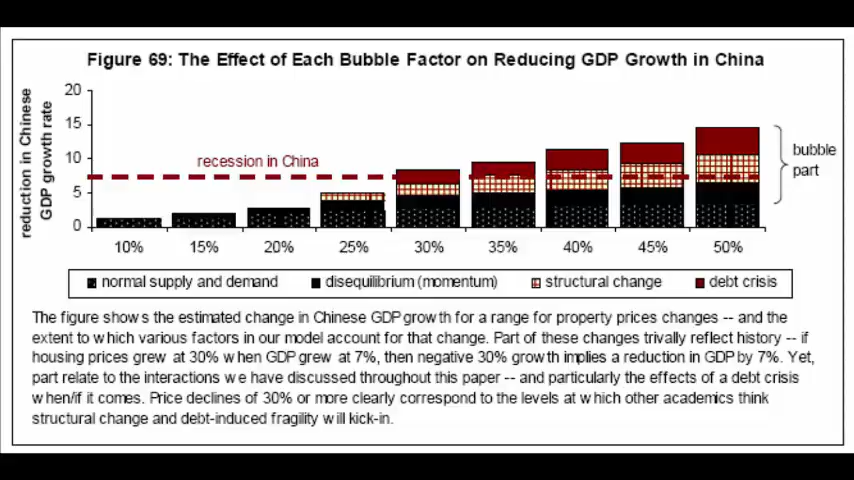 Figure 69: The Effect of Each Bubble Factor on Reducing GDP Growth in China
reduction in Chinese
GDP growth rate
20
15
10
5
0
recession in China
bubble
part
10% 15% 20% 25% 30% 35% 40% 45% 50%
normal supply and demand disequilibrium (momentum) structural change debt crisis
The figure shows the estimated change in Chinese GDP growth for a range for property prices changes -- and the
extent to which various factors in our model account for that change. Part of these changes trivally reflect history -- if
housing prices grew at 30% when GDP grew at 7%, then negative 30% growth implies a reduction in GDP by 7%. Yet,
part relate to the interactions we have discussed throughout this paper -- and particularly the effects of a debt crisis
when/if it comes. Price declines of 30% or more clearly correspond to the levels at which other academics think
structural change and debt-induced fragility will kick-in.